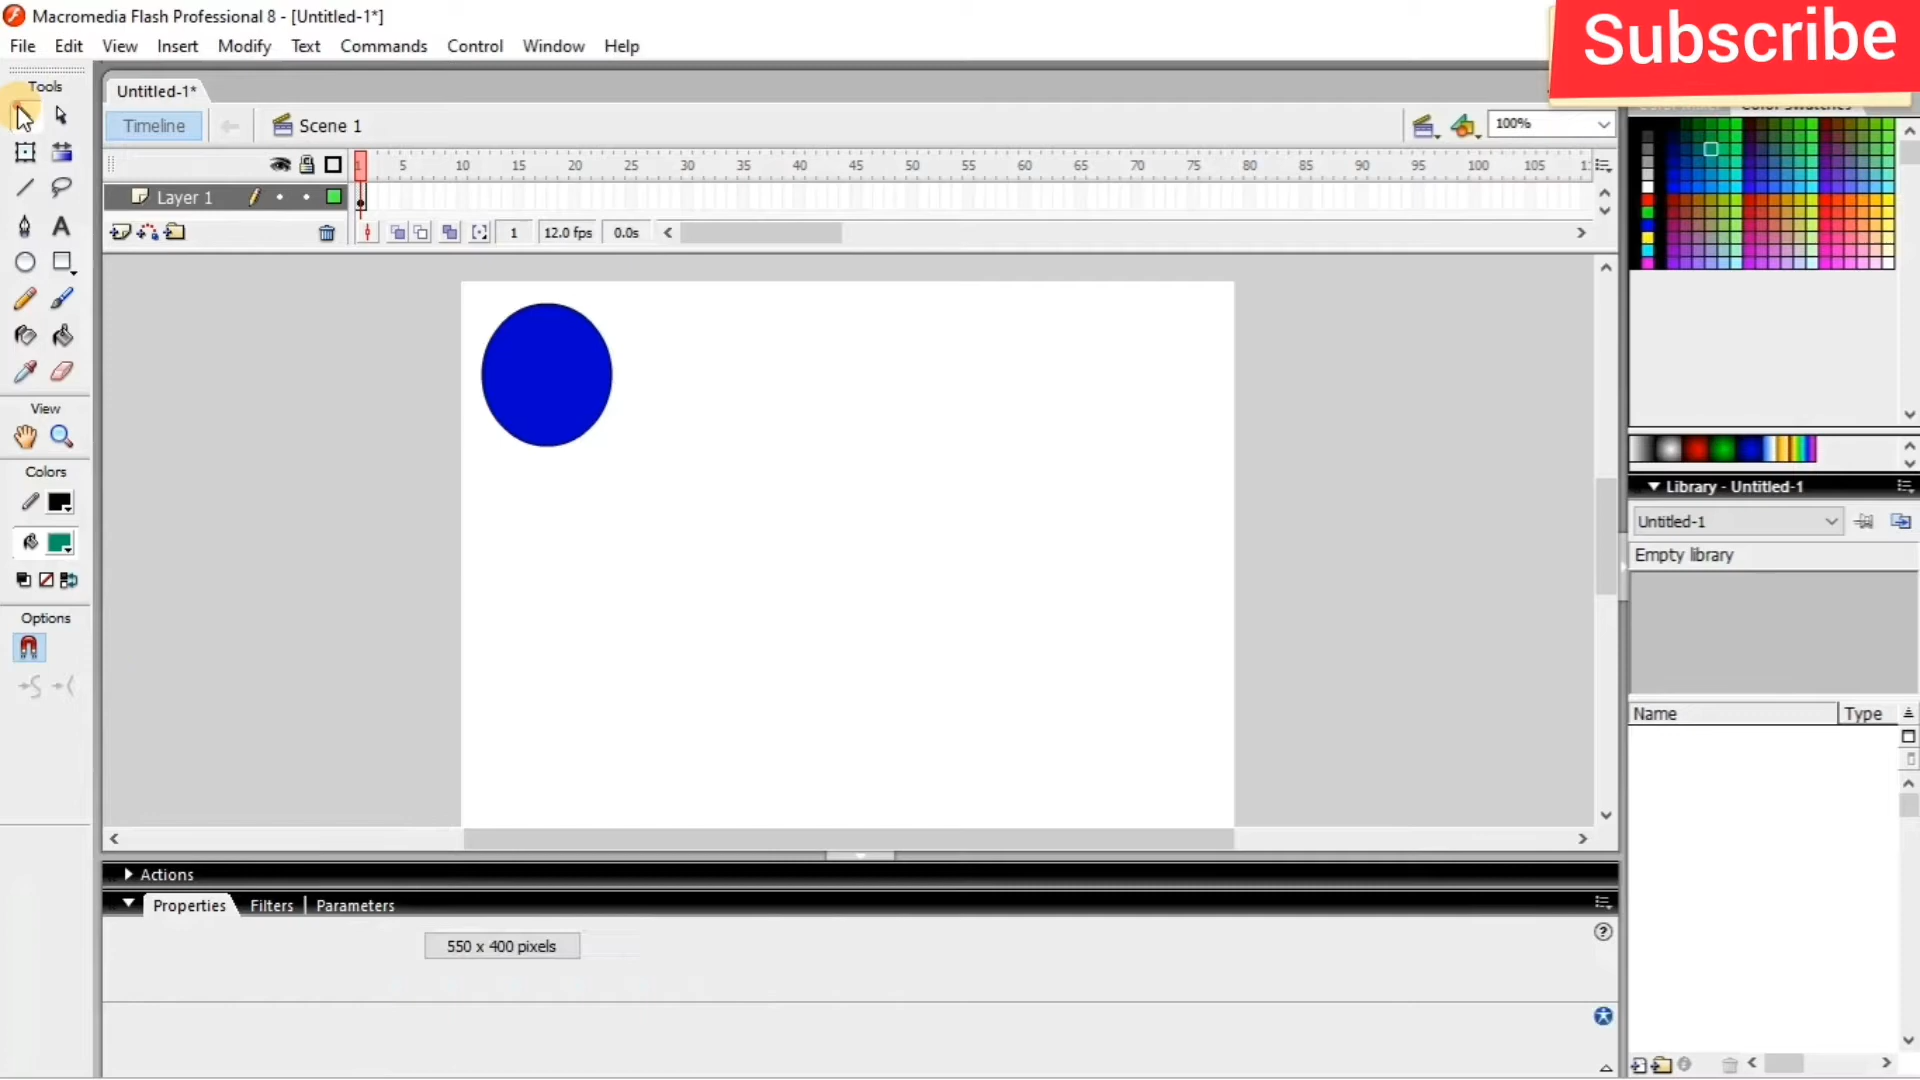 Macromedia Flash Professional 8 - [Untitled-1*]
Subscribe
File Edit View Insert Modify Text Commands Control Window Help
Tools
Untitled-1*
Timeline
Scene 1
100%
1 5 10 15 20 25 30 35 40 45 50 55 60 65 70 75 80 85 90 95 100 105
Layer 1
1 12.0 fps 0.0s
View
Colors
Library - Untitled-1
Untitled-1
Empty library
Options
Name Type
Actions
Properties Filters Parameters
550 x 400 pixels